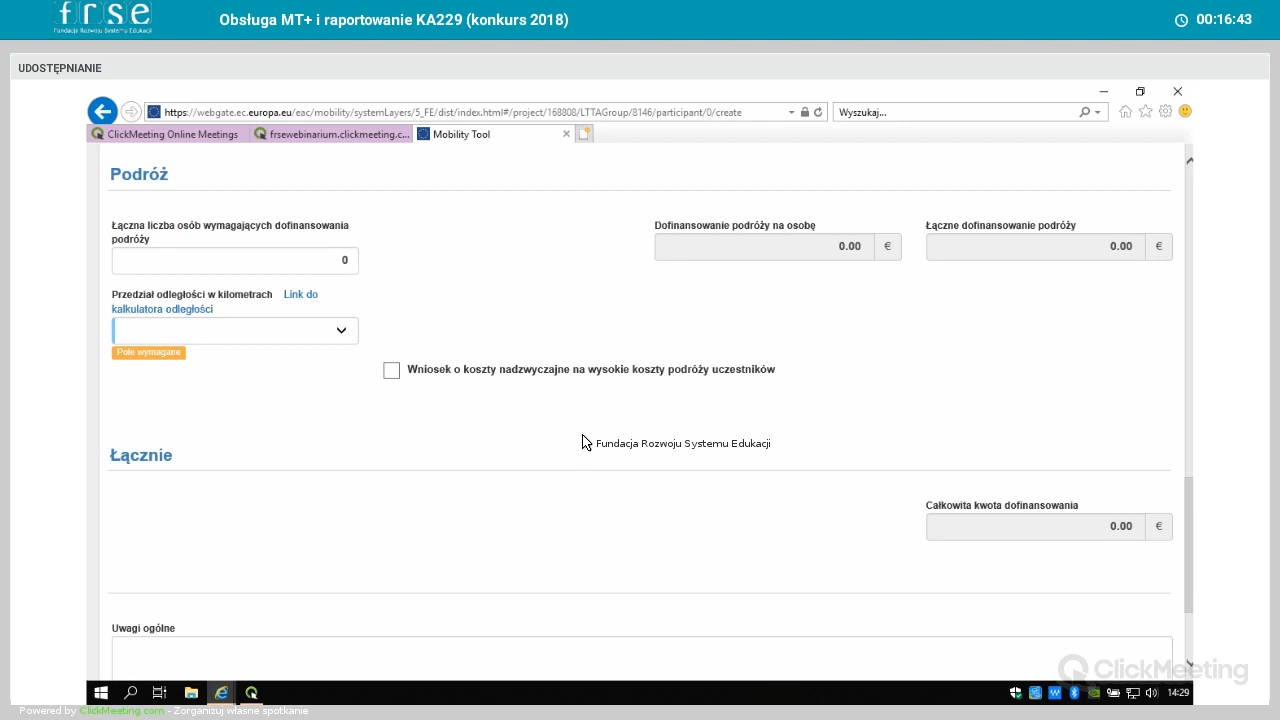 frse
Fundacja Rozwoju Systemu Edukacji
Obsługa MT+ i raportowanie KA229 (konkurs 2018)
00:16:43
UDOSTĘPNIANIE
https://webgate.ec.europa.eu/eac/mobility/systemLayers/5_FE/dist/index.html#/project/168808/LTTAGroup/8146/participant/0/create
Wyszukaj...
ClickMeeting Online Meetings
frsewebinarium.clickmeeting.c...
Mobility Tool
Podróż
Łączna liczba osób wymagających dofinansowania
podróży
0
Dofinansowanie podróży na osobę
0.00 €
Łączne dofinansowanie podróży
0.00 €
Przedział odległości w kilometrach Link do
kalkulatora odległości
Pole wymagane
Wniosek o koszty nadzwyczajne na wysokie koszty podróży uczestników
Fundacja Rozwoju Systemu Edukacji
Łącznie
Całkowita kwota dofinansowania
0.00 €
Uwagi ogólne
ClickMeeting
14:29
Powered by ClickMeeting.com - Zorganizuj własne spotkanie